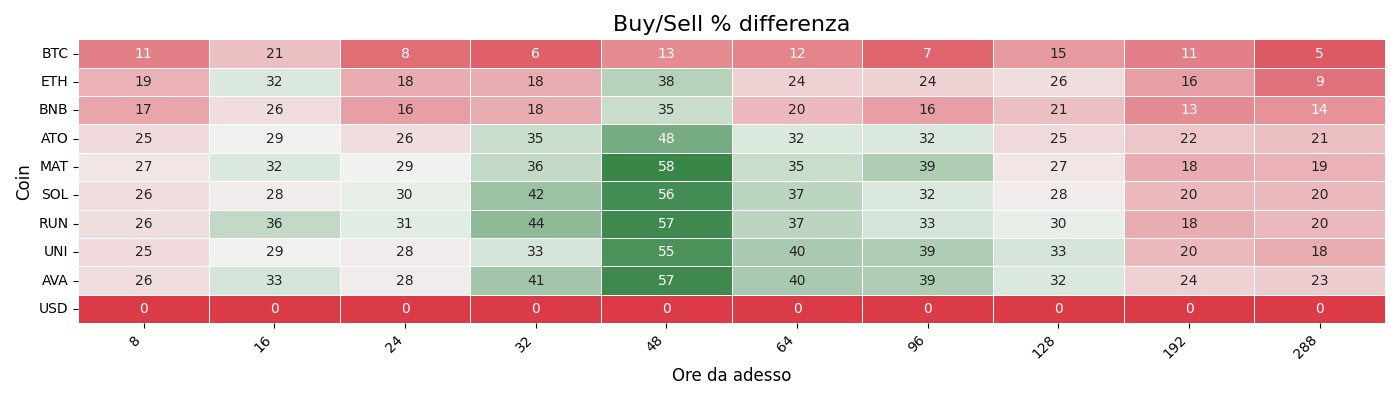 Buy/Sell % differenza
Coin
BTC 11 21 8 6 13 12 7 15 11 5
ETH 19 32 18 18 38 24 24 26 16 9
BNB 17 26 16 18 35 20 16 21 13 14
ATO 25 29 26 35 48 32 32 25 22 21
MAT 27 32 29 36 58 35 39 27 18 19
SOL 26 28 30 42 56 37 32 28 20 20
RUN 26 36 31 44 57 37 33 30 18 20
UNI 25 29 28 33 55 40 39 33 20 18
AVA 26 33 28 41 57 40 39 32 24 23
USD 0 0 0 0 0 0 0 0 0 0
8 16 24 32 48 64 96 128 192 288
Ore da adesso